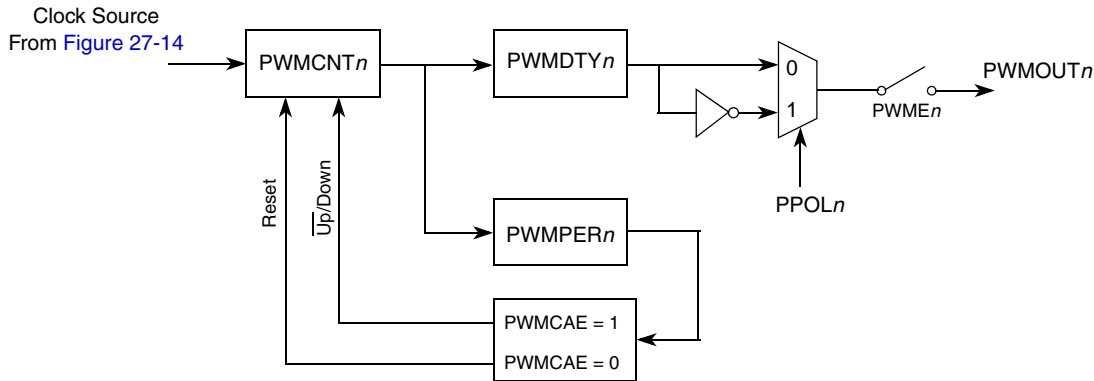 Clock Source
From Figure 27-14
PWMCNTn
PWMDTYn
0
1
PWMEn
PWMOUTn
PPOLn
Reset
Up/Down
PWMPERn
PWMCAE = 1
PWMCAE = 0